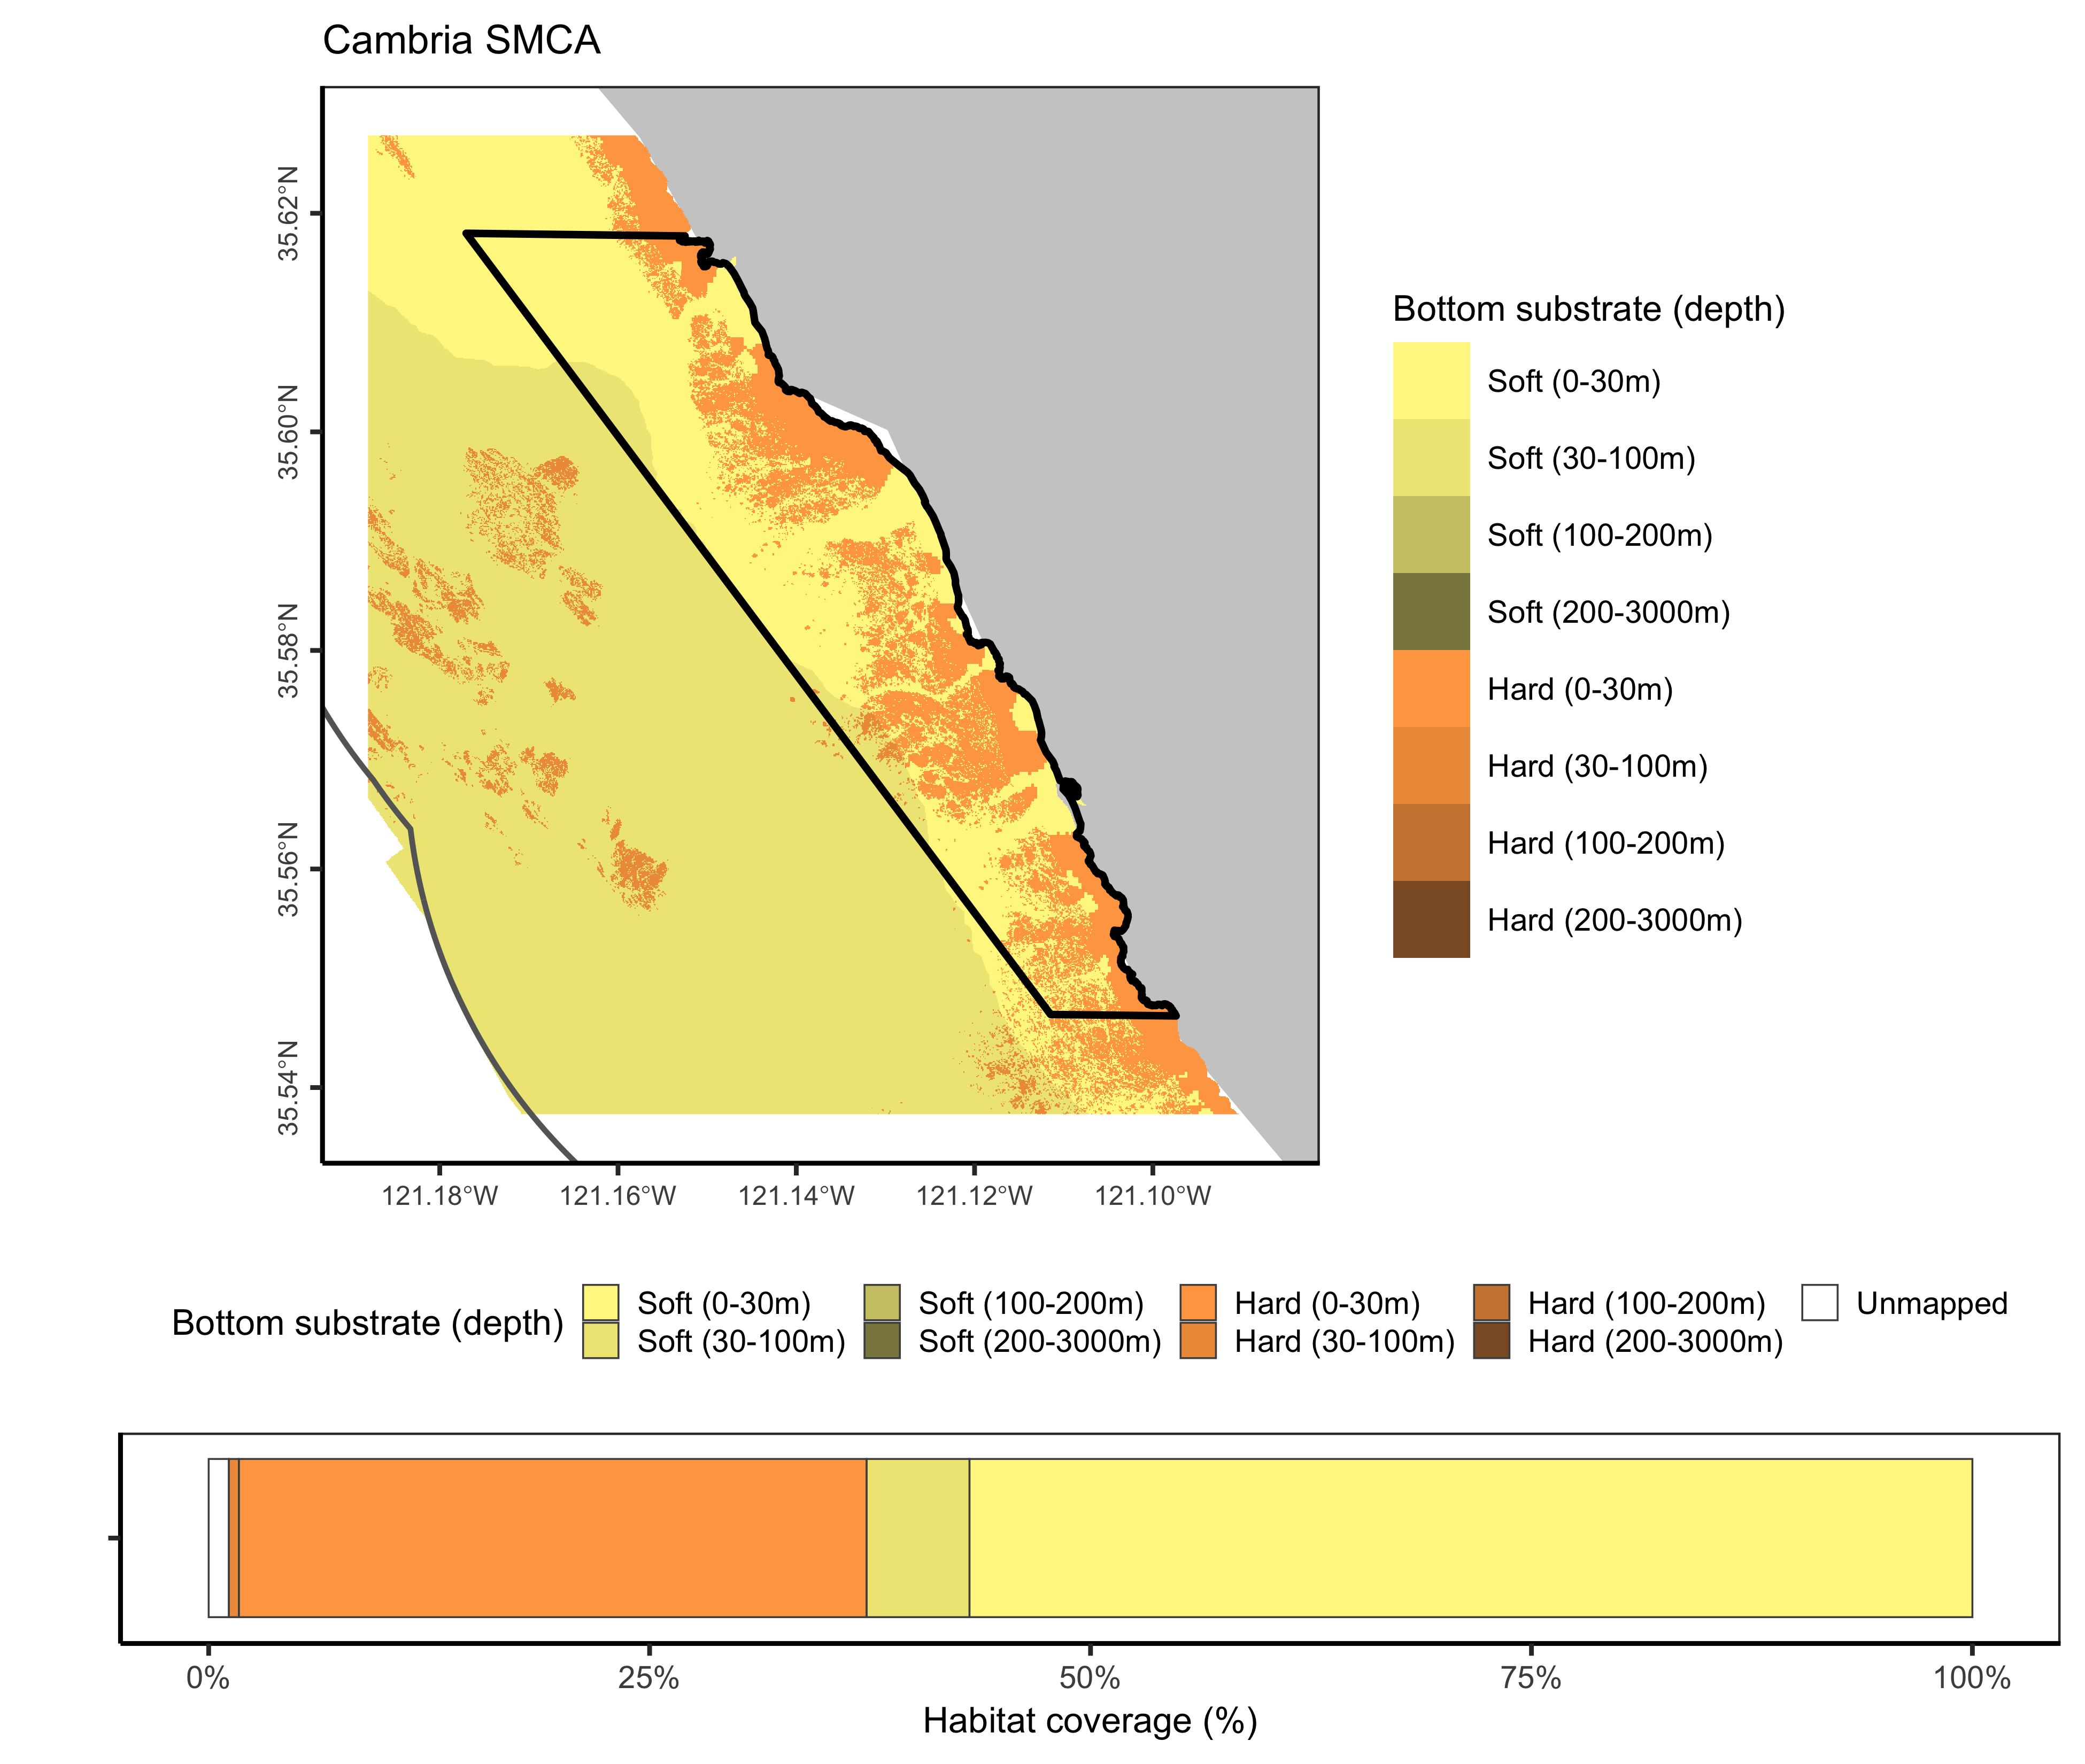 Cambria SMCA
35.62°N
35.60°N
35.58°N
35.56°N
35.54°N
121.18°W
121.16°W
121.14°W
121.12°W
121.10°W
Bottom substrate (depth)
Soft (0-30m)
Soft (30-100m)
Soft (100-200m)
Soft (200-3000m)
Hard (0-30m)
Hard (30-100m)
Hard (100-200m)
Hard (200-3000m)
Bottom substrate (depth)
Soft (0-30m)
Soft (30-100m)
Soft (100-200m)
Soft (200-3000m)
Hard (0-30m)
Hard (30-100m)
Hard (100-200m)
Hard (200-3000m)
Unmapped
0%
25%
50%
75%
100%
Habitat coverage (%)